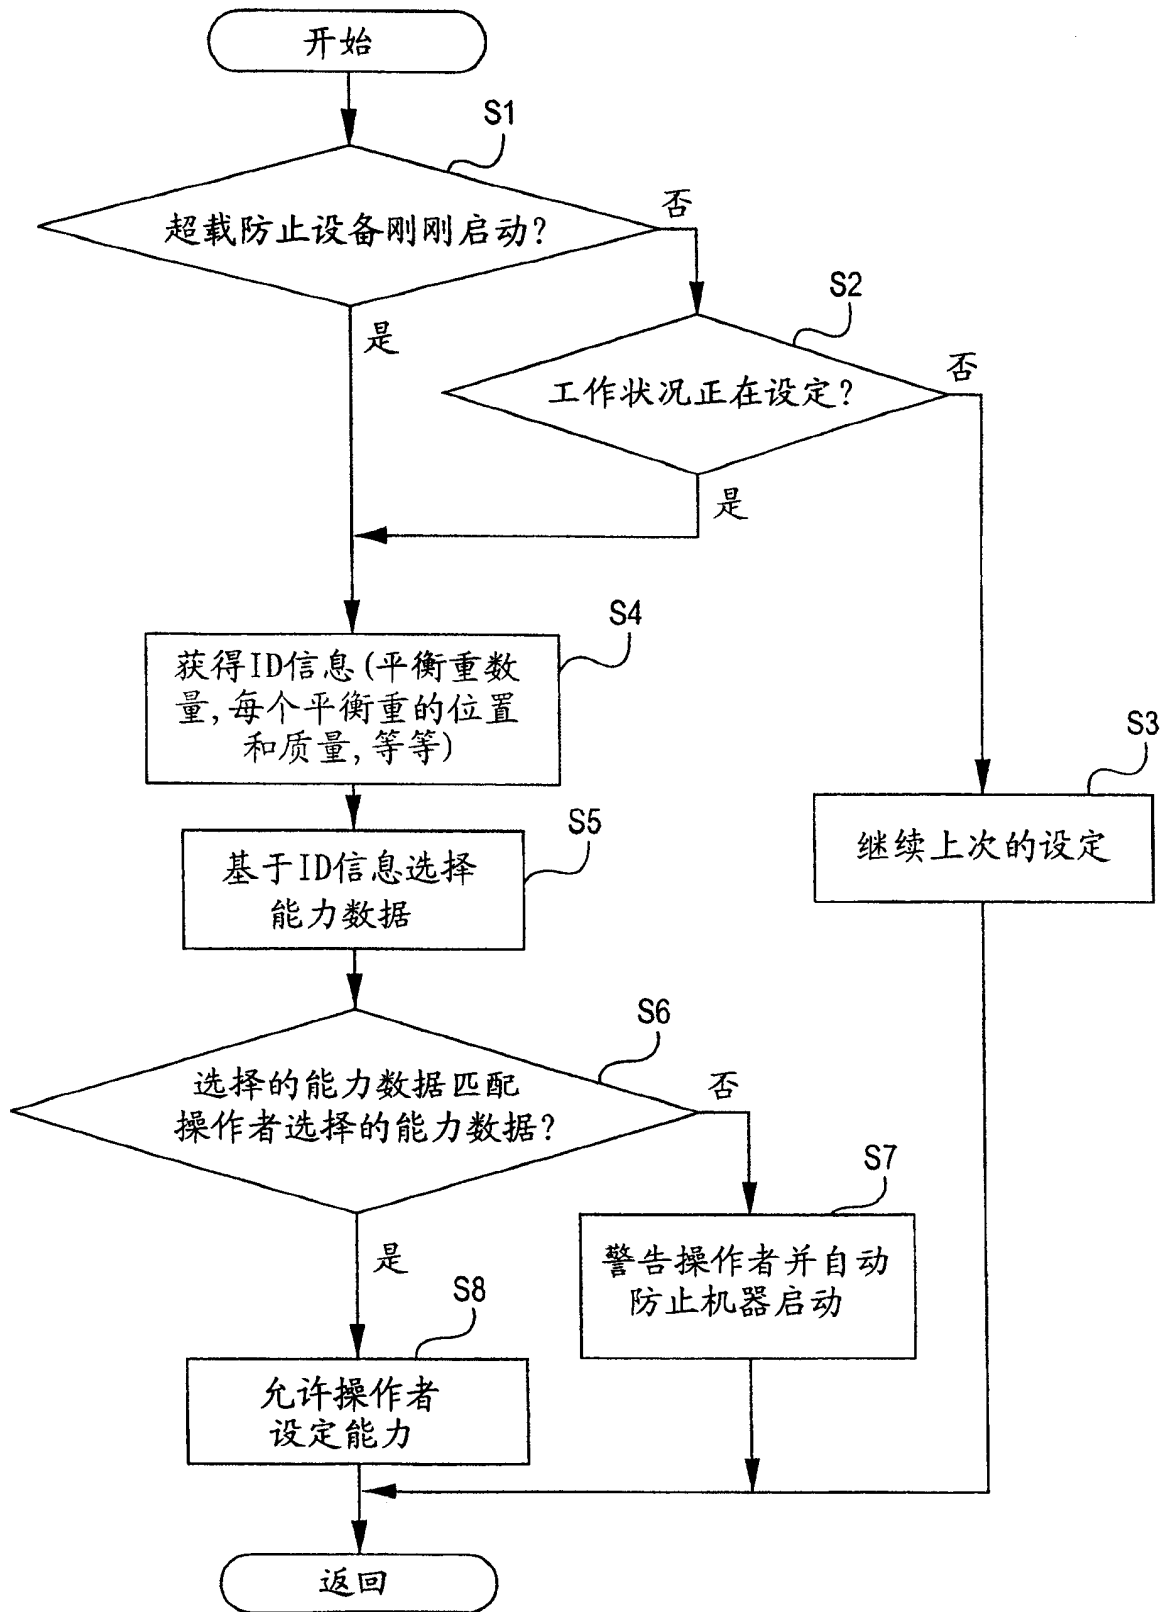 开始
S1
超载防止设备刚刚启动?
否
是
S2
工作状况正在设定?
否
是
S4
获得ID信息(平衡重数
量,每个平衡重的位置
和质量,等等)
S3
继续上次的设定
S5
基于ID信息选择
能力数据
S6
选择的能力数据匹配
操作者选择的能力数据?
否
是
S7
警告操作者并自动
防止机器启动
S8
允许操作者
设定能力
返回